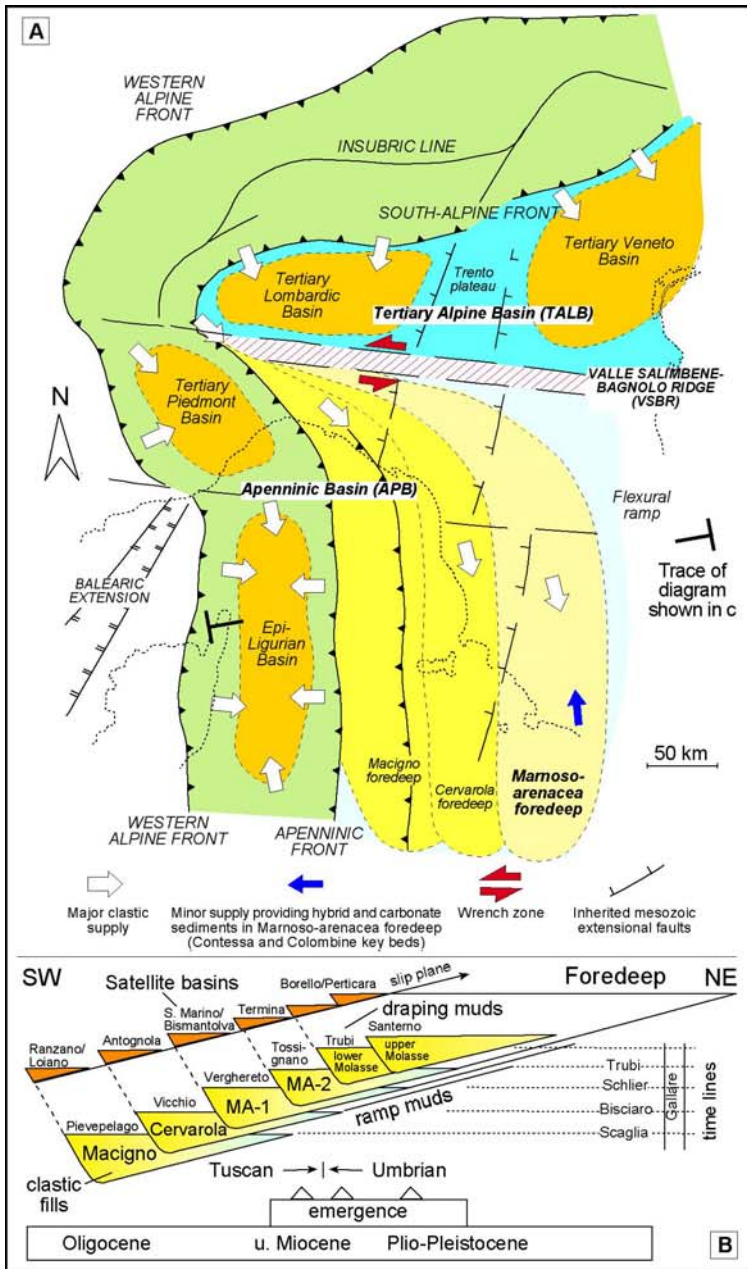 A
WESTERN
ALPINE
FRONT
INSUBRIC LINE
SOUTH-ALPINE FRONT
Tertiary Veneto
Basin
Tertiary
Lombardic
Basin
Trento
plateau
Tertiary Alpine Basin (TALB)
VALLE SALIMBENE-
BAGNOLO RIDGE
(VSBR)
N
Tertiary
Piedmont
Basin
Apenninic Basin (APB)
Flexural
ramp
Trace of
diagram
shown in c
BALEARIC
EXTENSION
Epi-
Ligurian
Basin
50 km
Macigno
foredeep
Cervarola
foredeep
Marnoso-
arenacea
foredeep
WESTERN
ALPINE FRONT
APENNINIC
FRONT
Major clastic
supply
Minor supply providing hybrid and carbonate
sediments in Marnoso-arenacea foredeep
(Contessa and Colombine key beds)
Wrench zone
Inherited mesozoic
extensional faults
SW
Foredeep
NE
Satellite basins
Borello/Perticara
slip plane
S. Marino/
Bismantolva
Termina
draping muds
Ranzano/
Loiano
Antognola
Tossi-
gnano
Trubi
Santerno
lower
Molasse
upper
Molasse
Verghereto
MA-2
Vicchio
MA-1
Pievepelago
Cervarola
Macigno
ramp muds
Trubi
Schlier
Bisciaro
Scaglia
Gallare
time lines
clastic
fills
Tuscan
Umbrian
emergence
Oligocene
u. Miocene
Plio-Pleistocene
B